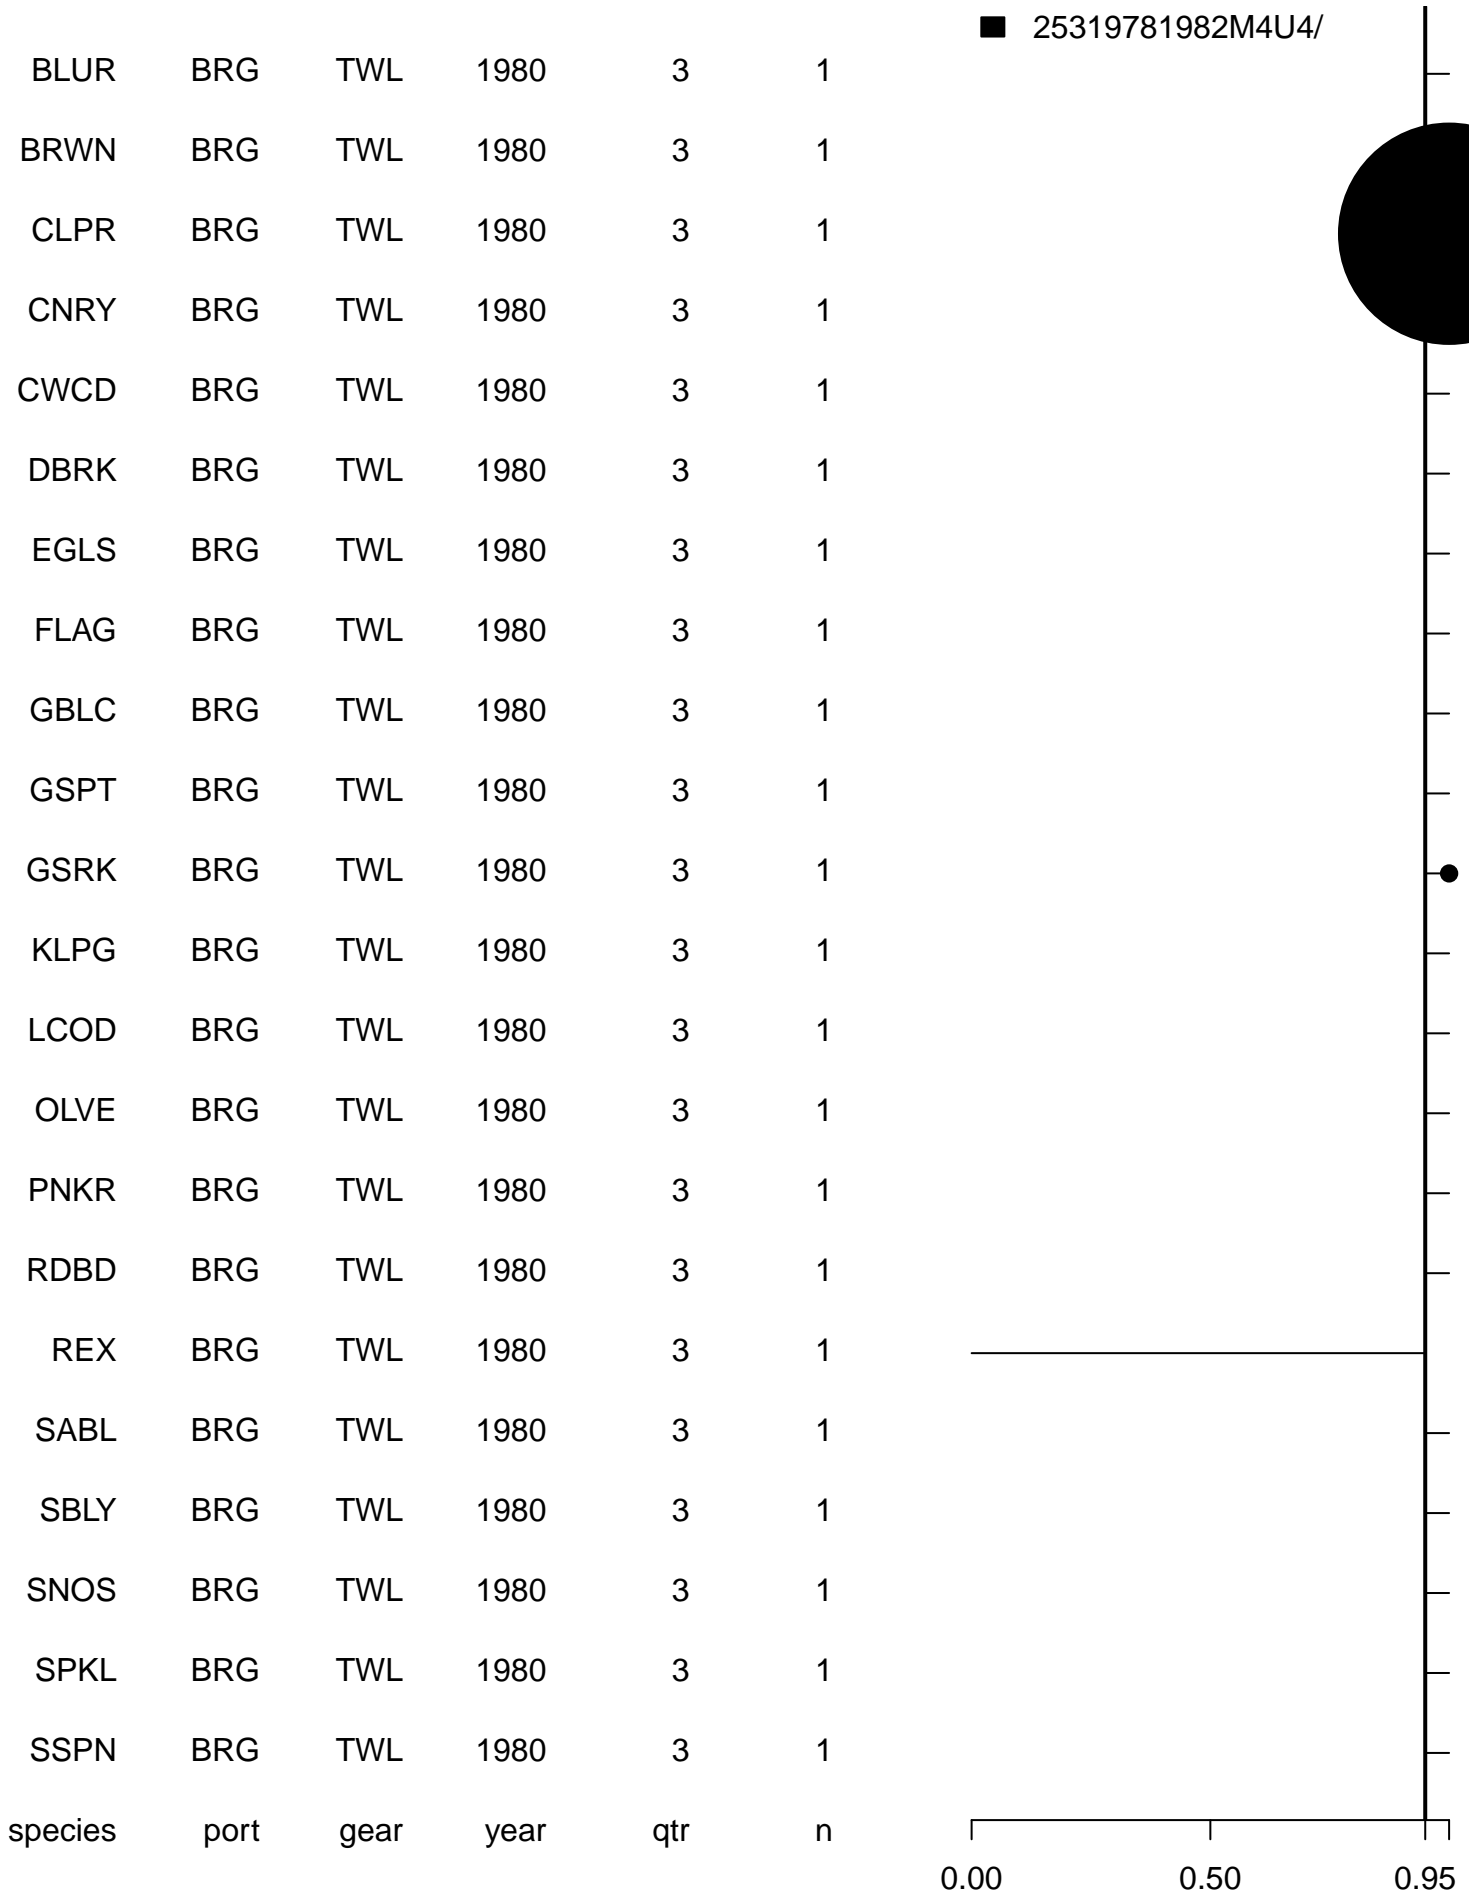 25319781982M4U4/
BLUR BRG TWL 1980 3 1
BRWN BRG TWL 1980 3 1
CLPR BRG TWL 1980 3 1
CNRY BRG TWL 1980 3 1
CWCD BRG TWL 1980 3 1
DBRK BRG TWL 1980 3 1
EGLS BRG TWL 1980 3 1
FLAG BRG TWL 1980 3 1
GBLC BRG TWL 1980 3 1
GSPT BRG TWL 1980 3 1
GSRK BRG TWL 1980 3 1
KLPG BRG TWL 1980 3 1
LCOD BRG TWL 1980 3 1
OLVE BRG TWL 1980 3 1
PNKR BRG TWL 1980 3 1
RDBD BRG TWL 1980 3 1
REX BRG TWL 1980 3 1
SABL BRG TWL 1980 3 1
SBLY BRG TWL 1980 3 1
SNOS BRG TWL 1980 3 1
SPKL BRG TWL 1980 3 1
SSPN BRG TWL 1980 3 1
species port gear year qtr n
0.00 0.50 0.95